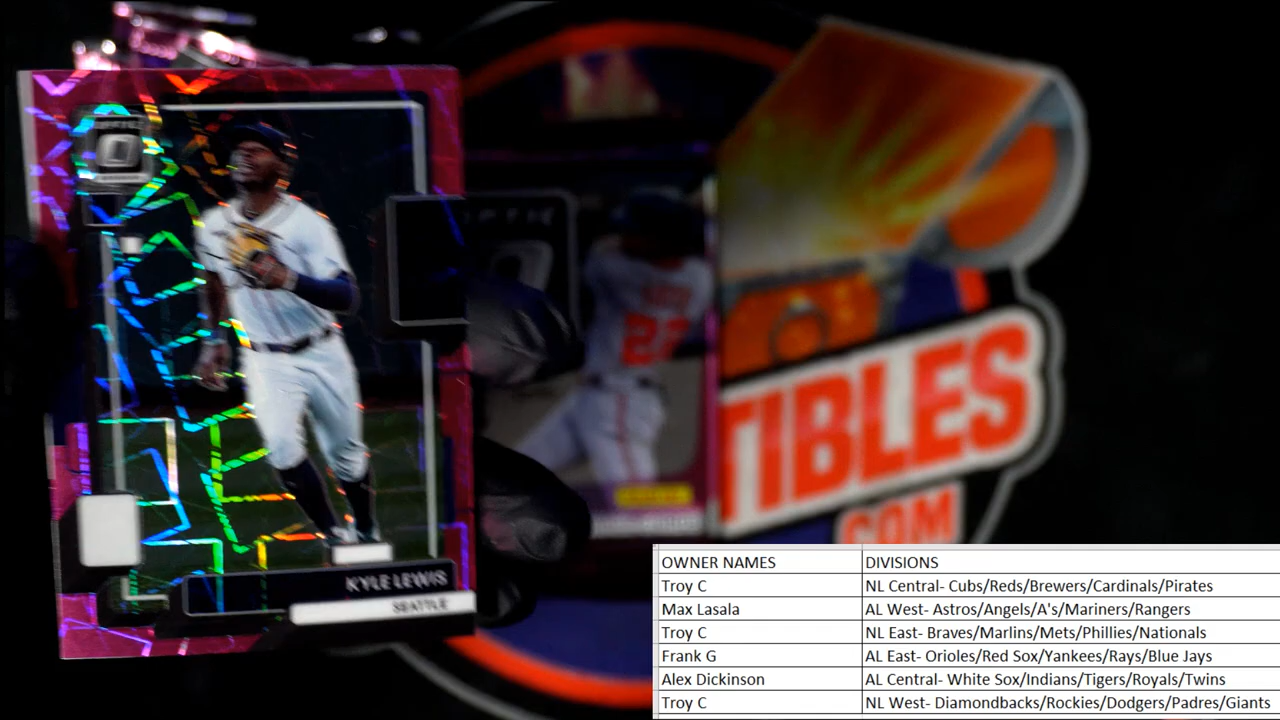 OPTIC
KYLE LEWIS
SEATTLE
OPTIC
22
TIBLES
.COM
OWNER NAMES DIVISIONS
Troy C NL Central- Cubs/Reds/Brewers/Cardinals/Pirates
Max Lasala AL West- Astros/Angels/A's/Mariners/Rangers
Troy C NL East- Braves/Marlins/Mets/Phillies/Nationals
Frank G AL East- Orioles/Red Sox/Yankees/Rays/Blue Jays
Alex Dickinson AL Central- White Sox/Indians/Tigers/Royals/Twins
Troy C NL West- Diamondbacks/Rockies/Dodgers/Padres/Giants